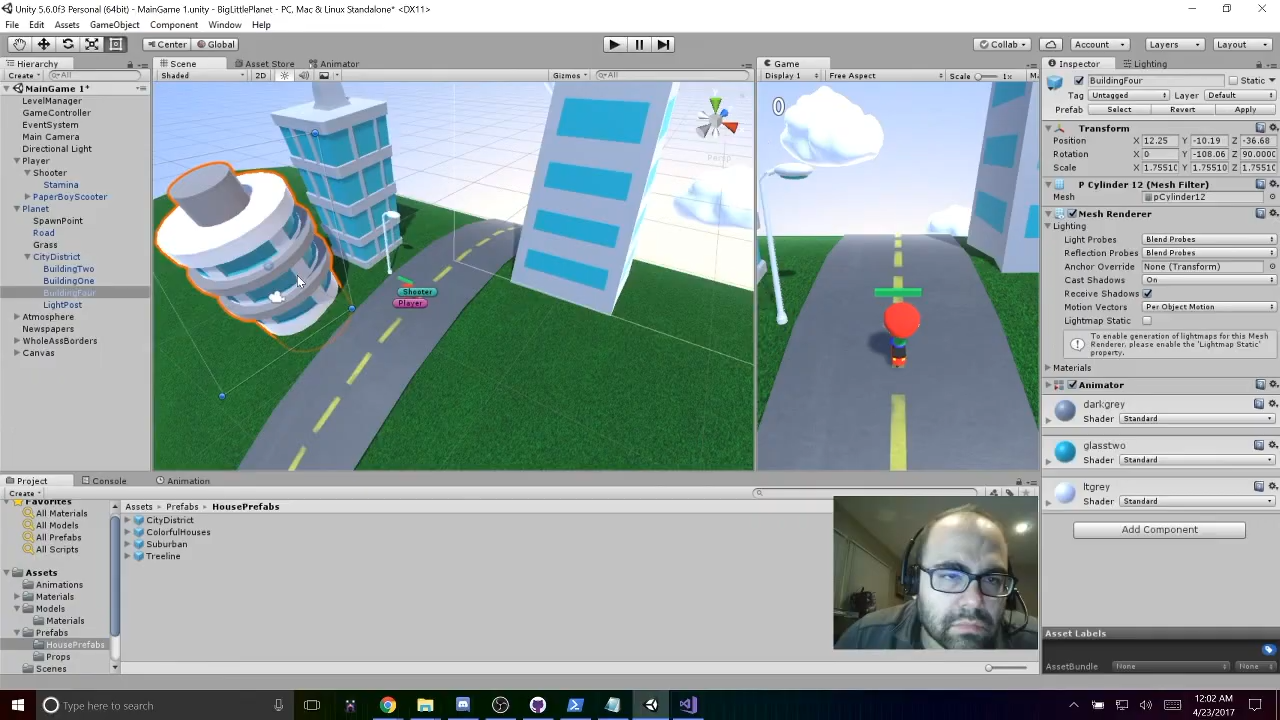 Unity 5.6.0f3 Personal (64bit) - MainGame 1.unity - BigLittlePlanet - PC, Mac & Linux Standalone* <DX11>
File Edit Assets GameObject Component Window Help
Center Global Collab Account Layers Layout
Hierarchy Scene Asset Store Animator Game Inspector Lighting
Create All Shaded 2D Gizmos All Display 1 Free Aspect Scale 1x
BuildingFour Static
Tag Untagged Layer Default
Prefab Select Revert Apply
MainGame 1*
LevelManager
GameController
EventSystem
Main Camera
Directional Light
Player
Shooter
Stamina
PaperBoyScooter
Planet
SpawnPoint
Road
Grass
CityDistrict
BuildingTwo
BuildingOne
BuildingFour
LightPost
Atmosphere
Newspapers
WholeAssBorders
Canvas
Persp
Shooter
Player
0
Transform
Position X 12.25 Y -10.19 Z -36.68
Rotation X 0 Y -108.06 Z 90.0000
Scale X 1.75510 Y 1.75510 Z 1.75510
P Cylinder 12 (Mesh Filter)
Mesh pCylinder12
Mesh Renderer
Lighting
Light Probes Blend Probes
Reflection Probes Blend Probes
Anchor Override None (Transform)
Cast Shadows On
Receive Shadows
Motion Vectors Per Object Motion
Lightmap Static
To enable generation of lightmaps for this Mesh
Renderer, please enable the 'Lightmap Static'
property.
Materials
Animator
dark:grey
Shader Standard
glasstwo
Shader Standard
ltgrey
Shader Standard
Add Component
Asset Labels
AssetBundle None None
Project Console Animation
Create
Favorites
All Materials
All Models
All Prefabs
All Scripts
Assets
Animations
Materials
Models
Materials
Prefabs
HousePrefabs
Props
Scenes
Assets Prefabs HousePrefabs
CityDistrict
ColorfulHouses
Suburban
Treeline
Type here to search
12:02 AM
4/23/2017